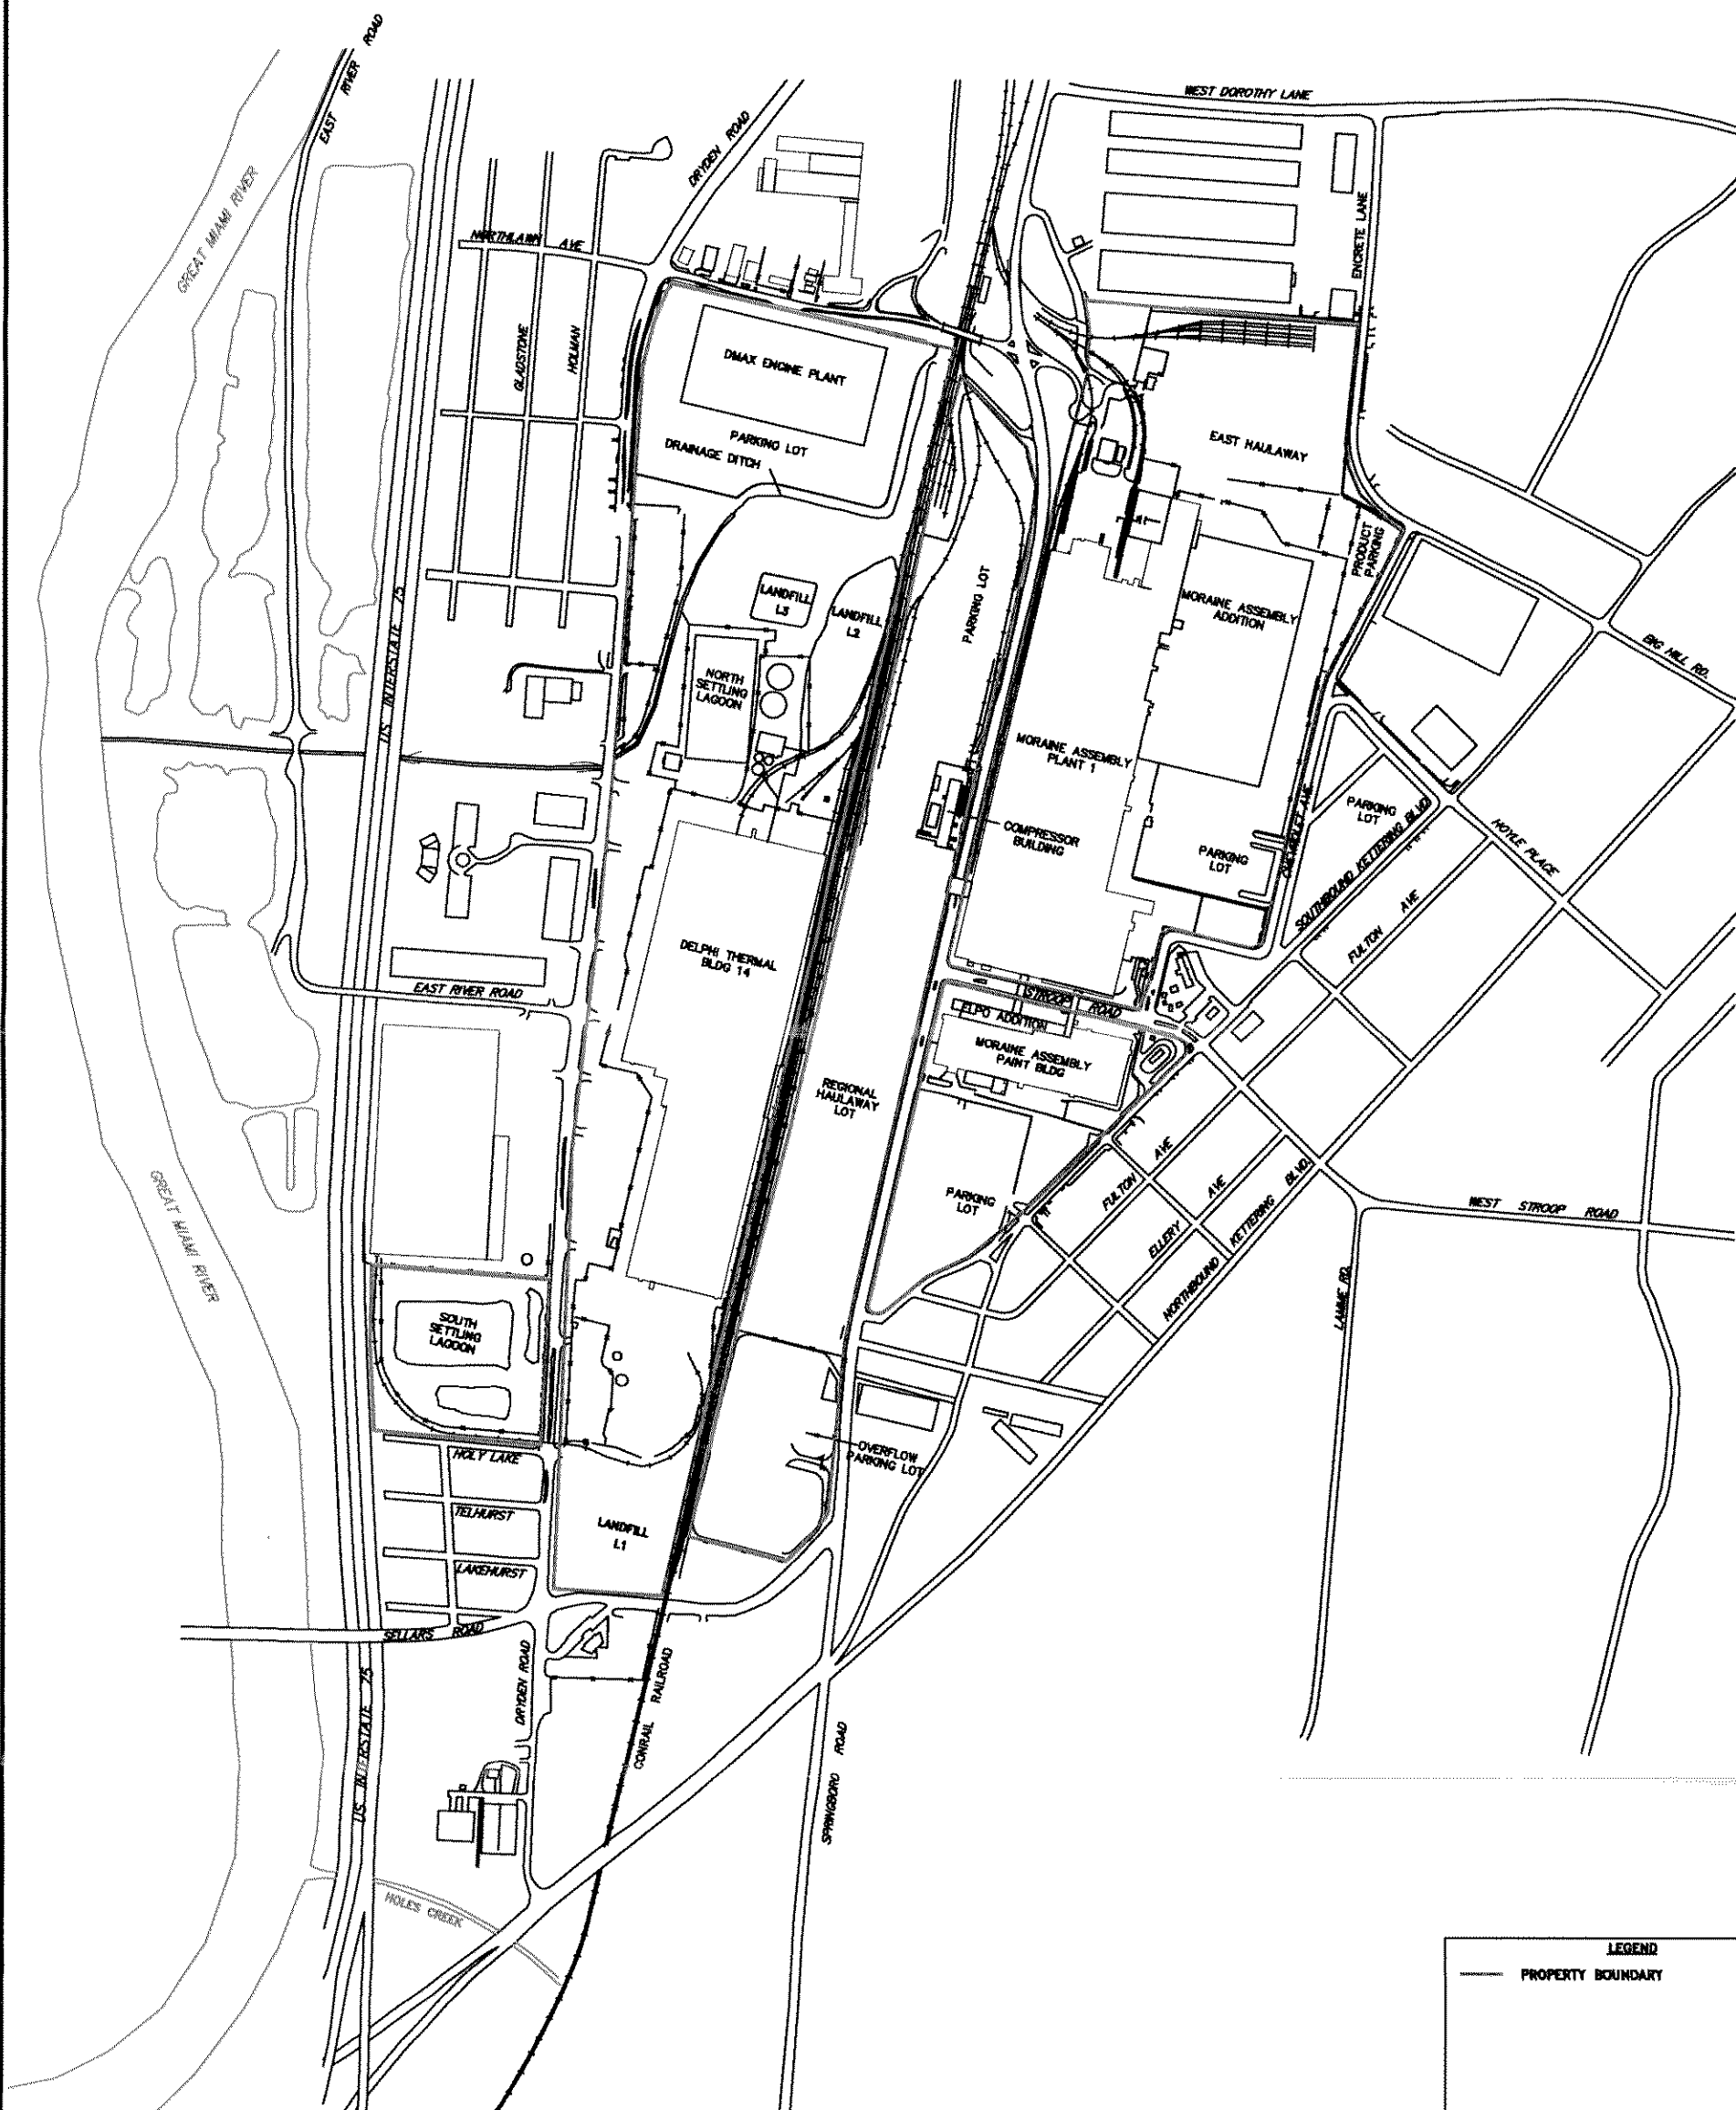 EAST RIVER ROAD
WEST DOROTHY LANE
DRYDEN ROAD
GREAT MIAMI RIVER
NORTHLAWN AVE
ENCRETE LANE
GLADSTONE
HOLMAN
DMAX ENGINE PLANT
PARKING LOT
DRAINAGE DITCH
EAST HAULAWAY
PRODUCT
PARKING
PARKING LOT
LANDFILL
L3
LANDFILL
L2
MORAINE ASSEMBLY
ADDITION
US INTERSTATE 75
BIG HILL RD.
NORTH
SETTLING
LAGOON
MORAINE ASSEMBLY
PLANT 1
CHEVROLET AVE
PARKING
LOT
COMPRESSOR
BUILDING
PARKING
LOT
HOYLE PLACE
SOUTHBOUND KETTERING BLVD
FULTON AVE
DELPHI THERMAL
BLDG 14
EAST RIVER ROAD
STROOP ROAD
ELPO ADDITION
MORAINE ASSEMBLY
PAINT BLDG
REGIONAL
HAULAWAY
LOT
GREAT MIAMI RIVER
PARKING
LOT
FULTON AVE
ELLERY AVE
NORTHBOUND KETTERING BLVD.
WEST STROOP ROAD
LAMME RD.
SOUTH
SETTLING
LAGOON
HOLY LAKE
OVERFLOW
PARKING LOT
TELHURST
LANDFILL
L1
LAKEHURST
SELLARS ROAD
DRYDEN ROAD
CONRAIL RAILROAD
US INTERSTATE 75
SPRINGBORO ROAD
HOLES CREEK
LEGEND
PROPERTY BOUNDARY